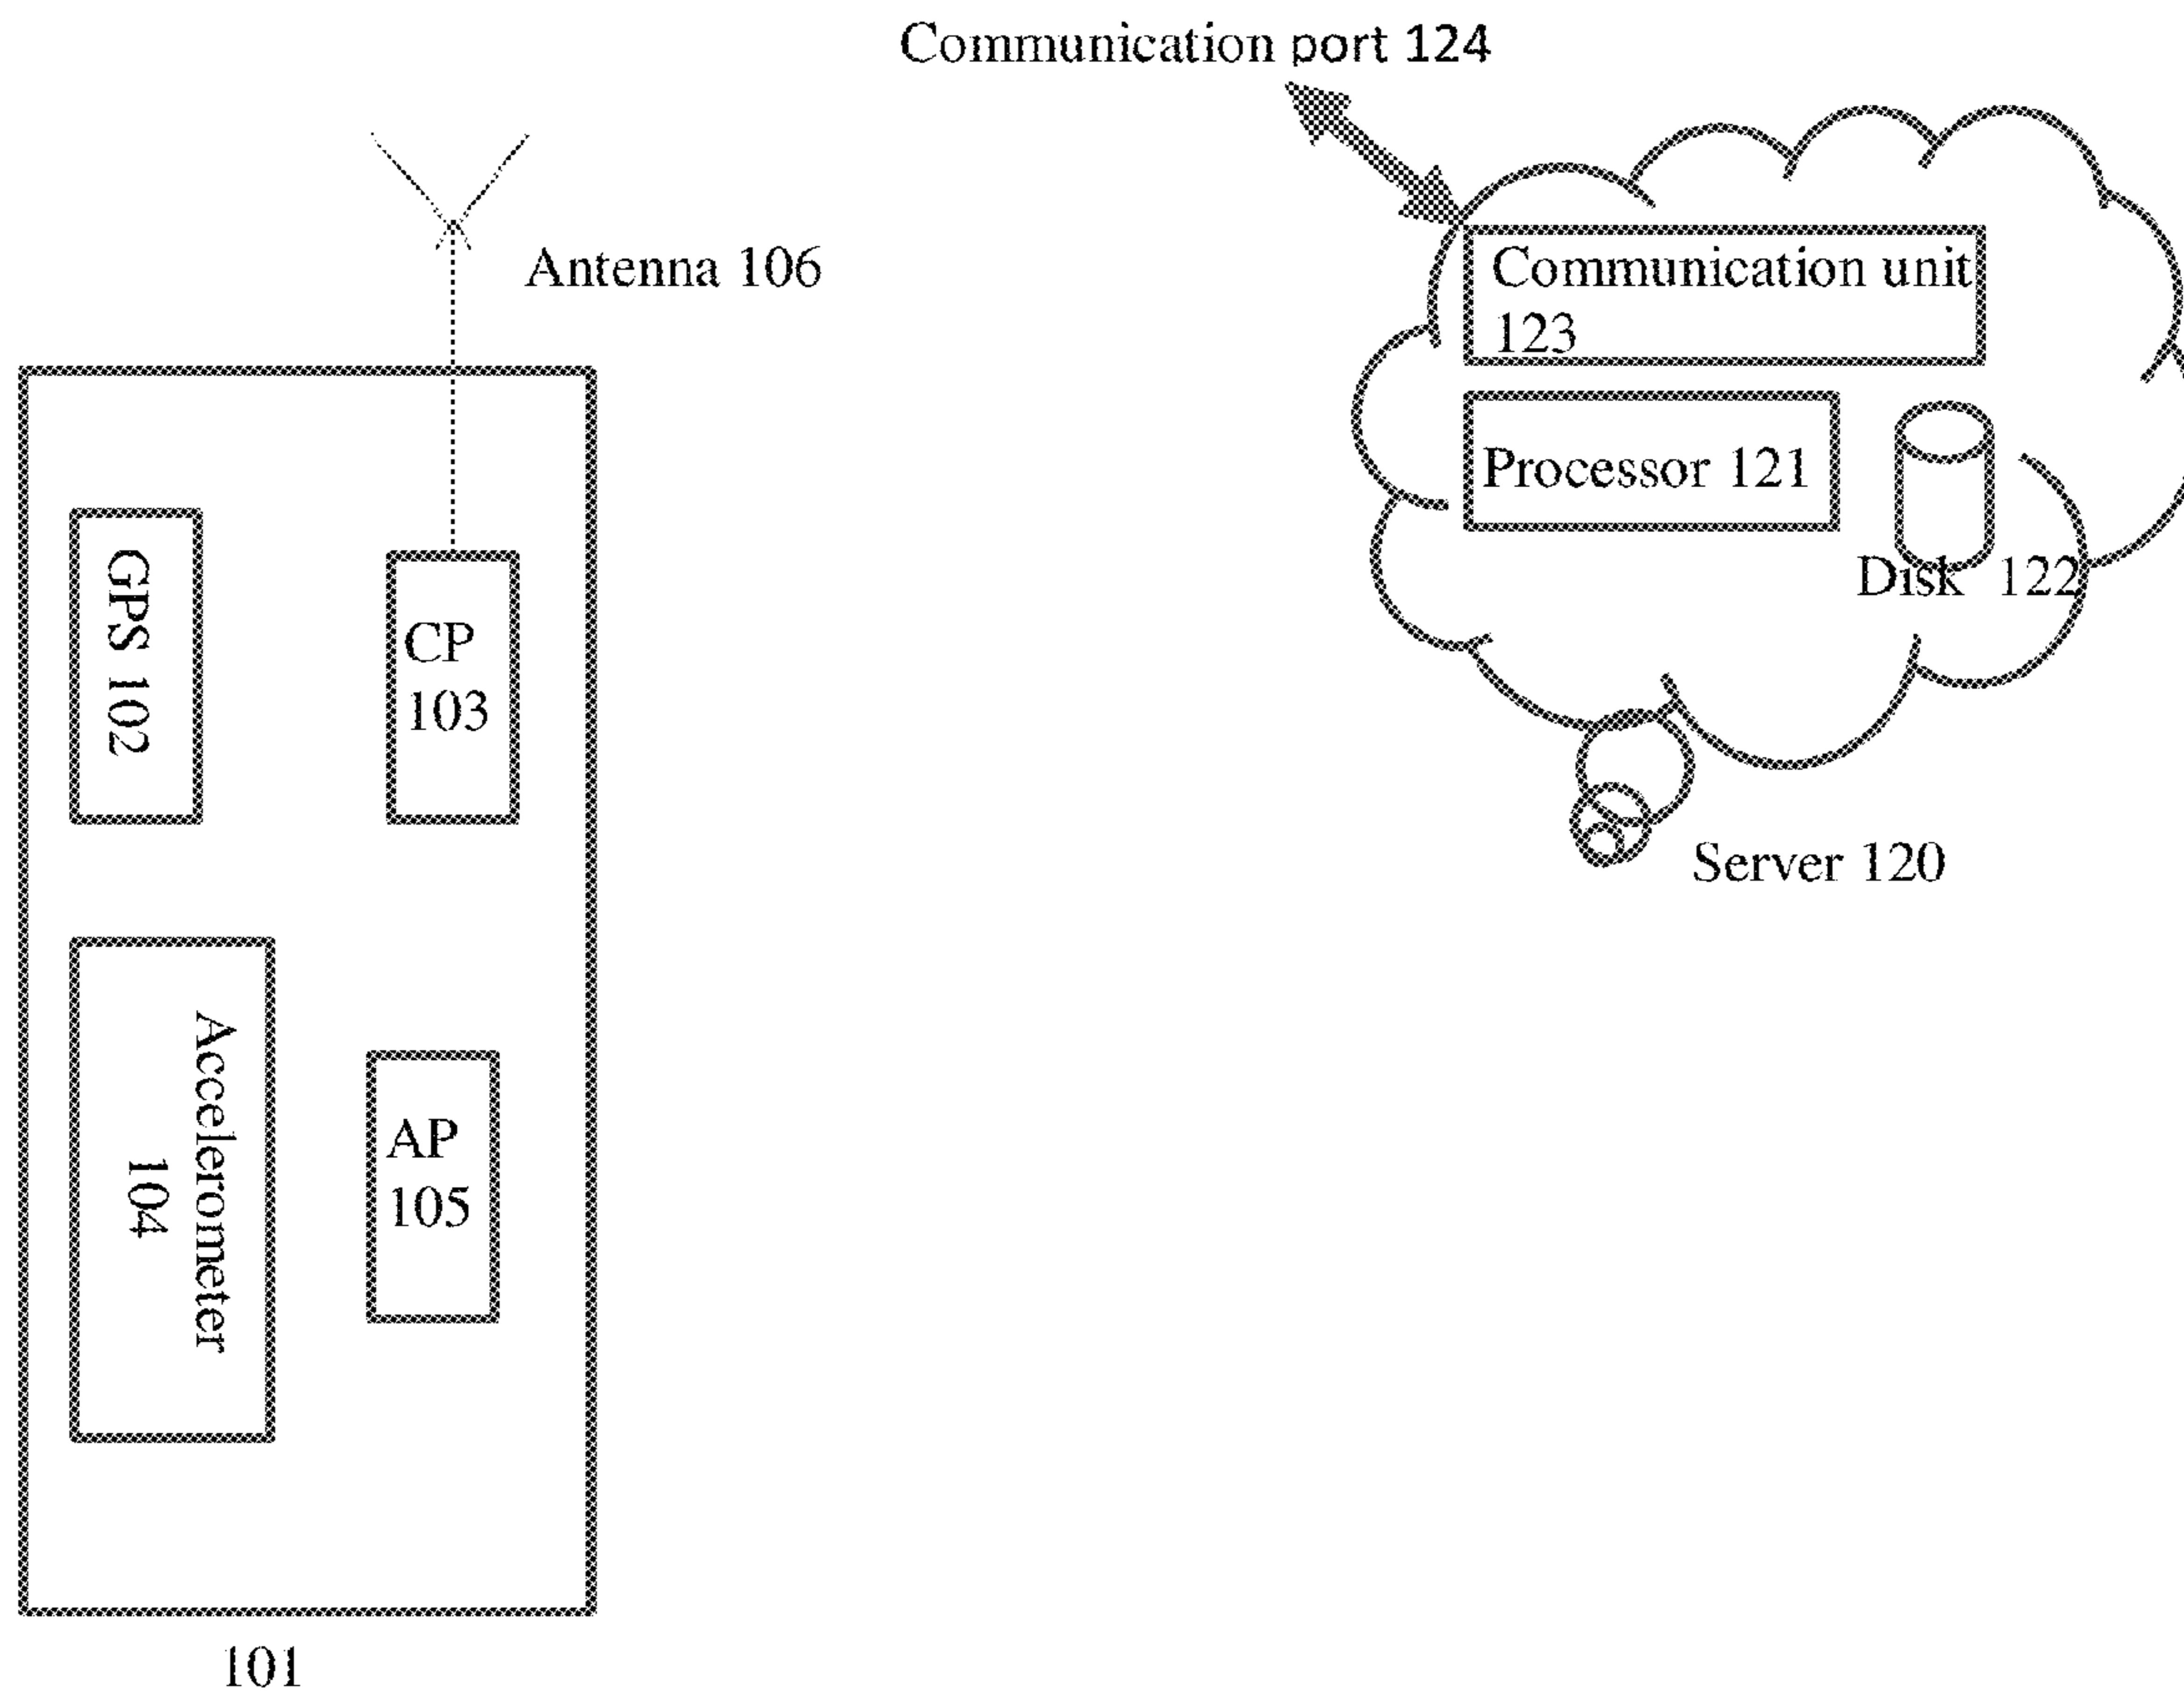 Communication port 124
Antenna 106
Communication unit
123
Processor 121
Disk 122
Server 120
GPS 102
CP
103
Accelerometer
104
AP
105
101